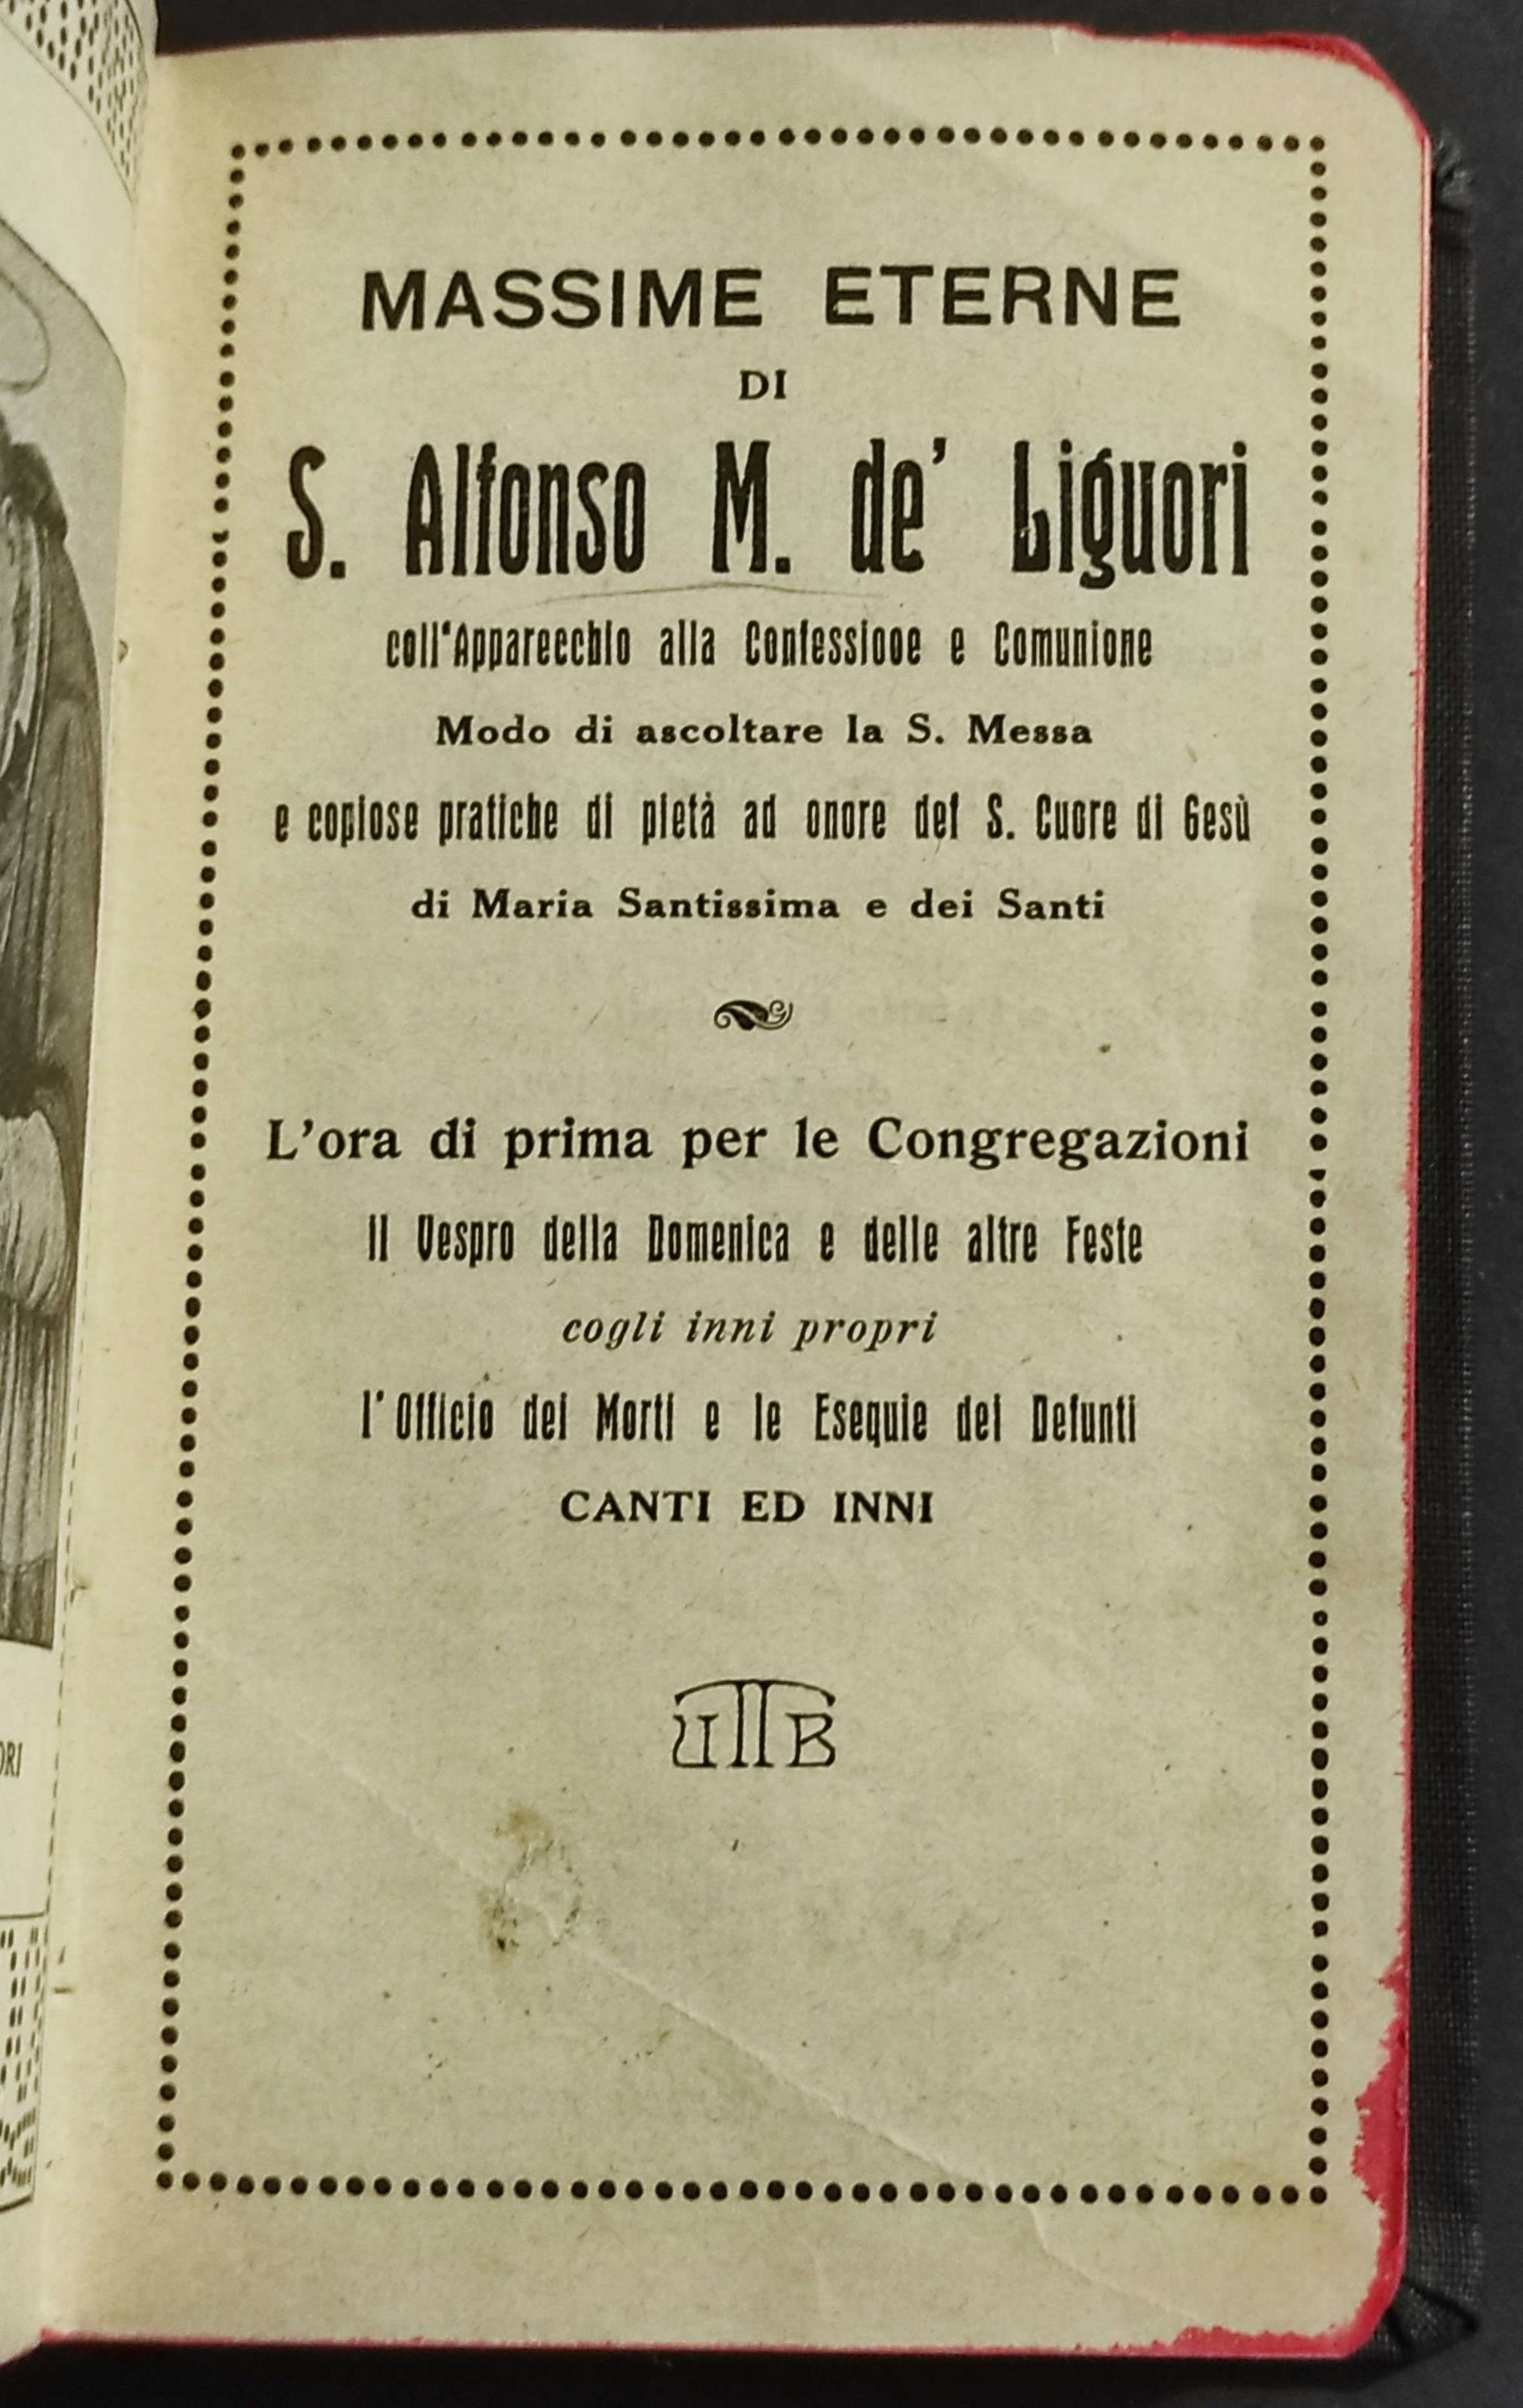 MASSIME ETERNE
DI
S. Alfonso M. de' Liguori
coll'Apparecchio alla Confessiooe e Comunione
Modo di ascoltare la S. Messa
e copiose pratiche di pietà ad onore del S. Cuore di Gesù
di Maria Santissima e dei Santi
L'ora di prima per le Congregazioni
Il Vespro della Domenica e delle altre Feste
cogli inni propri
l'Officio dei Morti e le Esequie dei Defunti
CANTI ED INNI